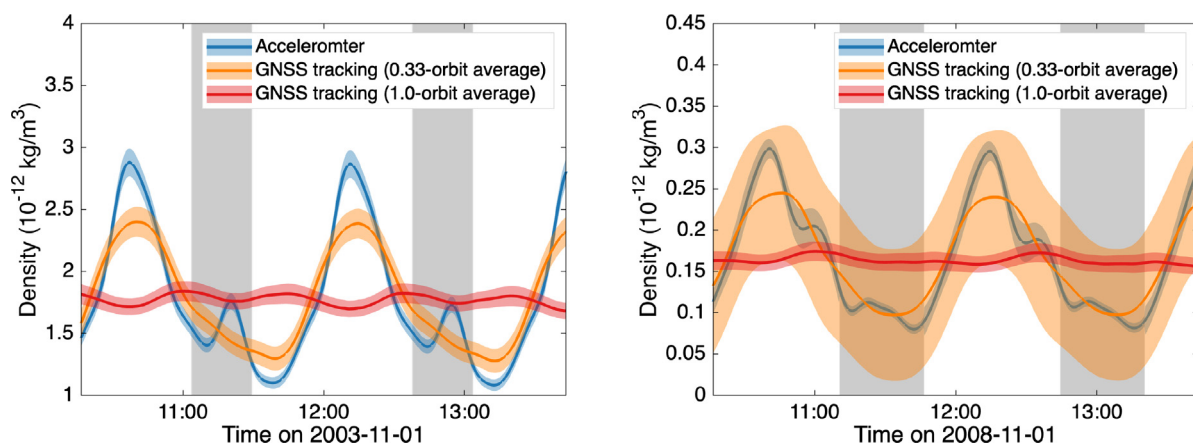 4
3.5
3
2.5
2
1.5
1
Density (10-12 kg/m3)
Acceleromter
GNSS tracking (0.33-orbit average)
GNSS tracking (1.0-orbit average)
11:00
12:00
13:00
Time on 2003-11-01
0.45
0.4
0.35
0.3
0.25
0.2
0.15
0.1
0.05
0
Density (10-12 kg/m3)
Acceleromter
GNSS tracking (0.33-orbit average)
GNSS tracking (1.0-orbit average)
11:00
12:00
13:00
Time on 2008-11-01